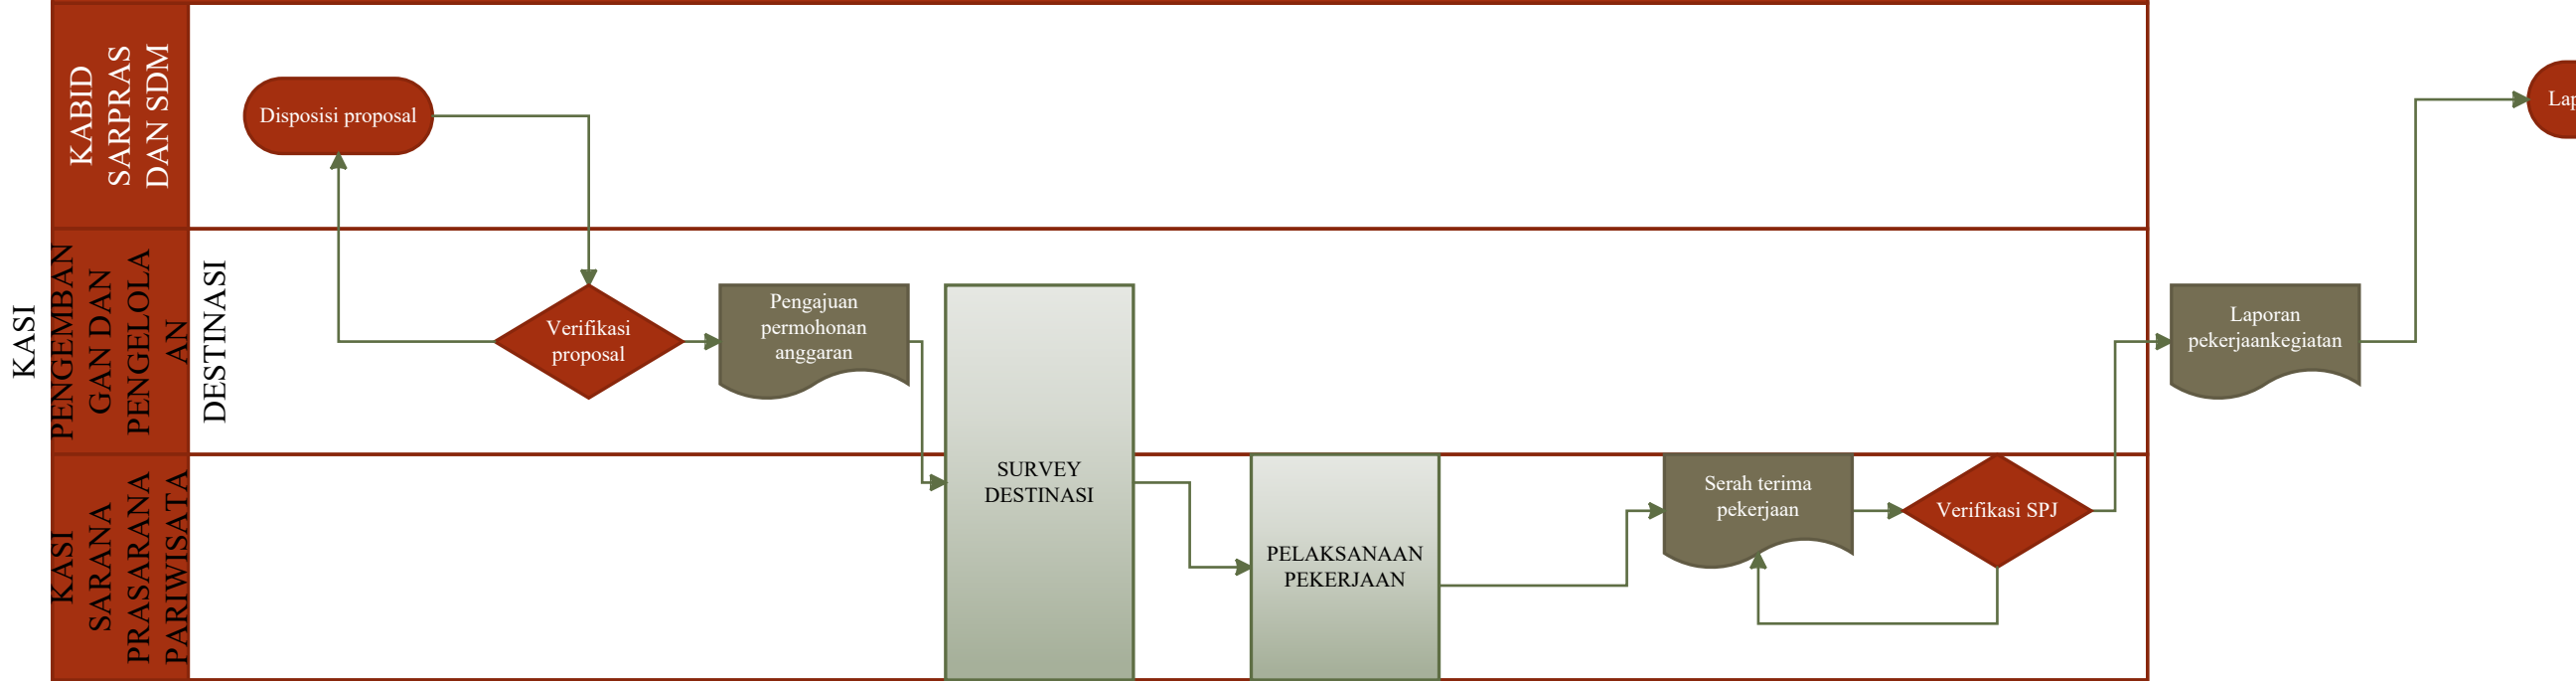 KABID
SARPRAS
DAN SDM
Disposisi proposal
Lap
KASI
PENGEMBAN
GAN DAN
PENGELOLA
AN
DESTINASI
Verifikasi
proposal
Pengajuan
permohonan
anggaran
Laporan
pekerjaankegiatan
KASI
SARANA
PRASARANA
PARIWISATA
SURVEY
DESTINASI
PELAKSANAAN
PEKERJAAN
Serah terima
pekerjaan
Verifikasi SPJ